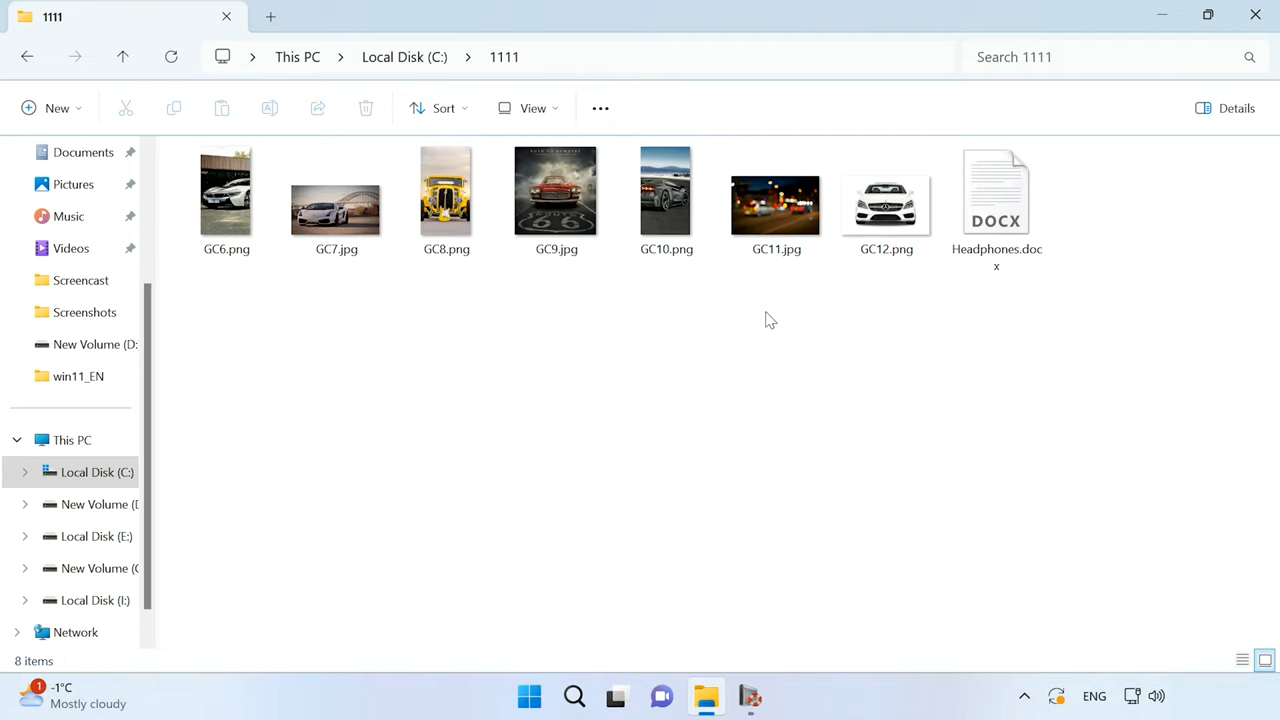 1111
This PC
Local Disk (C:)
1111
Search 1111
New
Sort
View
Details
Documents
Pictures
Music
Videos
Screencast
Screenshots
New Volume (D:
win11_EN
This PC
Local Disk (C:)
New Volume (D
Local Disk (E:)
New Volume (G
Local Disk (I:)
Network
GC6.png
GC7.jpg
GC8.png
GC9.jpg
GC10.png
GC11.jpg
GC12.png
DOCX
Headphones.doc
x
66
8 items
1
-1°C
Mostly cloudy
ENG